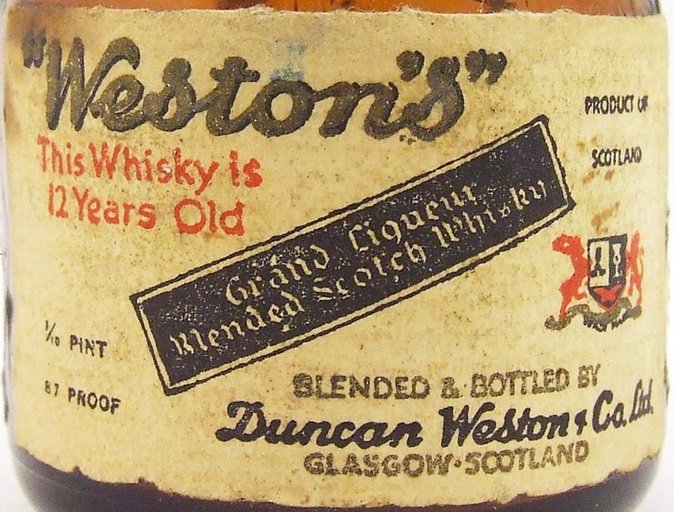 "Weston's"
This Whisky is
12 Years Old
PRODUCT OF
SCOTLAND
Grand Liqueur
Blended Scotch Whisky
1/10 PINT
87 PROOF
BLENDED & BOTTLED BY
Duncan Weston & Co. Ltd.
GLASGOW·SCOTLAND